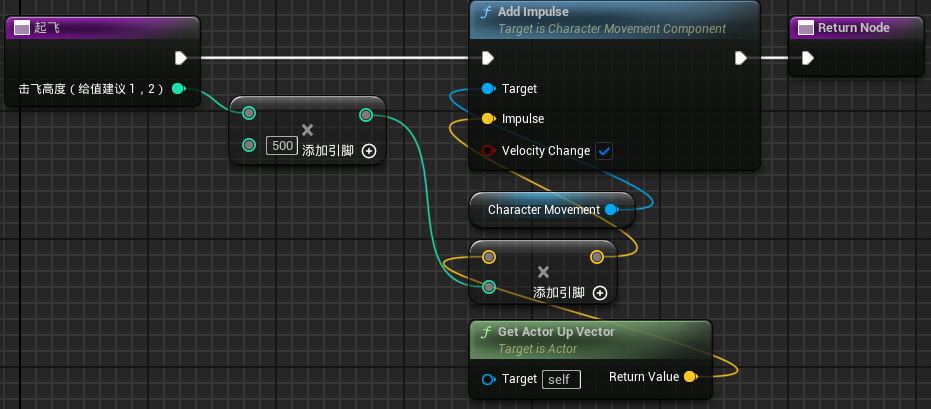 起飞
击飞高度（给值建议 1，2）
×
500
添加引脚
f Add Impulse
Target is Character Movement Component
Target
Impulse
Velocity Change
Return Node
Character Movement
×
添加引脚
f Get Actor Up Vector
Target is Actor
Target self
Return Value